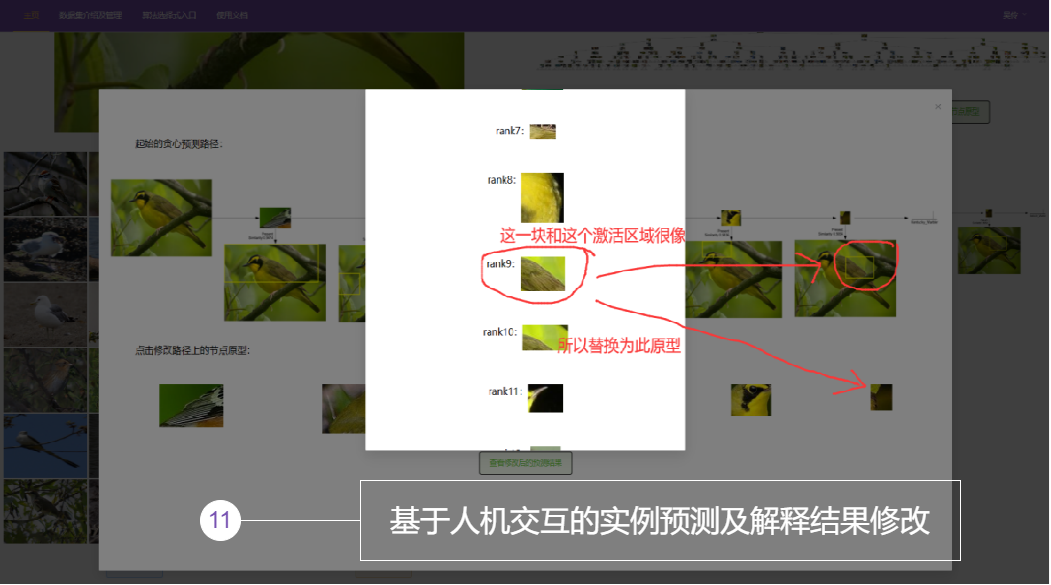 主页 数据集介绍及管理 算法选择式入口 使用文档
起始的贪心预测路径：
rank7:
rank8:
这一块和这个激活区域很像
rank9:
rank10:
所以替换为此原型
点击修改路径上的节点原型：
rank11:
查看修改后的预测结果
11
基于人机交互的实例预测及解释结果修改